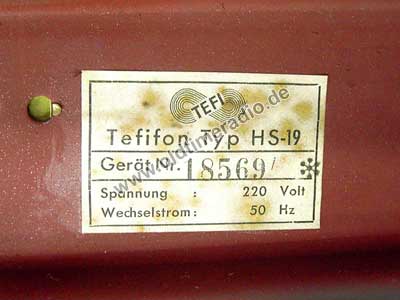 TEFI
Tefifon Typ HS-19
Gerät Nr. 18569/ *
Spannung : 220 Volt
Wechselstrom : 50 Hz
www.oldtimeradio.de